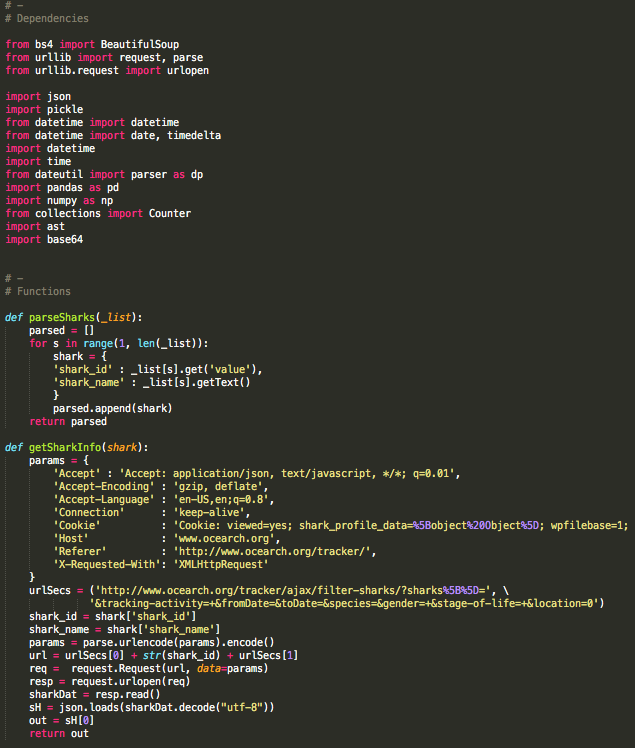 # –
# Dependencies
from bs4 import BeautifulSoup
from urllib import request, parse
from urllib.request import urlopen
import json
import pickle
from datetime import datetime
from datetime import date, timedelta
import datetime
import time
from dateutil import parser as dp
import pandas as pd
import numpy as np
from collections import Counter
import ast
import base64
# –
# Functions
def parseSharks(_list):
    parsed = []
    for s in range(1, len(_list)):
        shark = {
        'shark_id' : _list[s].get('value'),
        'shark_name' : _list[s].getText()
        }
        parsed.append(shark)
    return parsed
def getSharkInfo(shark):
    params = {
        'Accept' : 'Accept: application/json, text/javascript, */*; q=0.01',
        'Accept-Encoding' : 'gzip, deflate',
        'Accept-Language' : 'en-US,en;q=0.8',
        'Connection'      : 'keep-alive',
        'Cookie'          : 'Cookie: viewed=yes; shark_profile_data=%5Bobject%20Object%5D; wpfilebase=1;
        'Host'            : 'www.ocearch.org',
        'Referer'         : 'http://www.ocearch.org/tracker/',
        'X-Requested-With': 'XMLHttpRequest'
    }
    urlSecs = ('http://www.ocearch.org/tracker/ajax/filter-sharks/?sharks%5B%5D=', \
              '&tracking-activity=+&fromDate=&toDate=&species=&gender=+&stage-of-life=+&location=0')
    shark_id = shark['shark_id']
    shark_name = shark['shark_name']
    params = parse.urlencode(params).encode()
    url = urlSecs[0] + str(shark_id) + urlSecs[1]
    req =  request.Request(url, data=params)
    resp = request.urlopen(req)
    sharkDat = resp.read()
    sH = json.loads(sharkDat.decode("utf-8"))
    out = sH[0]
    return out